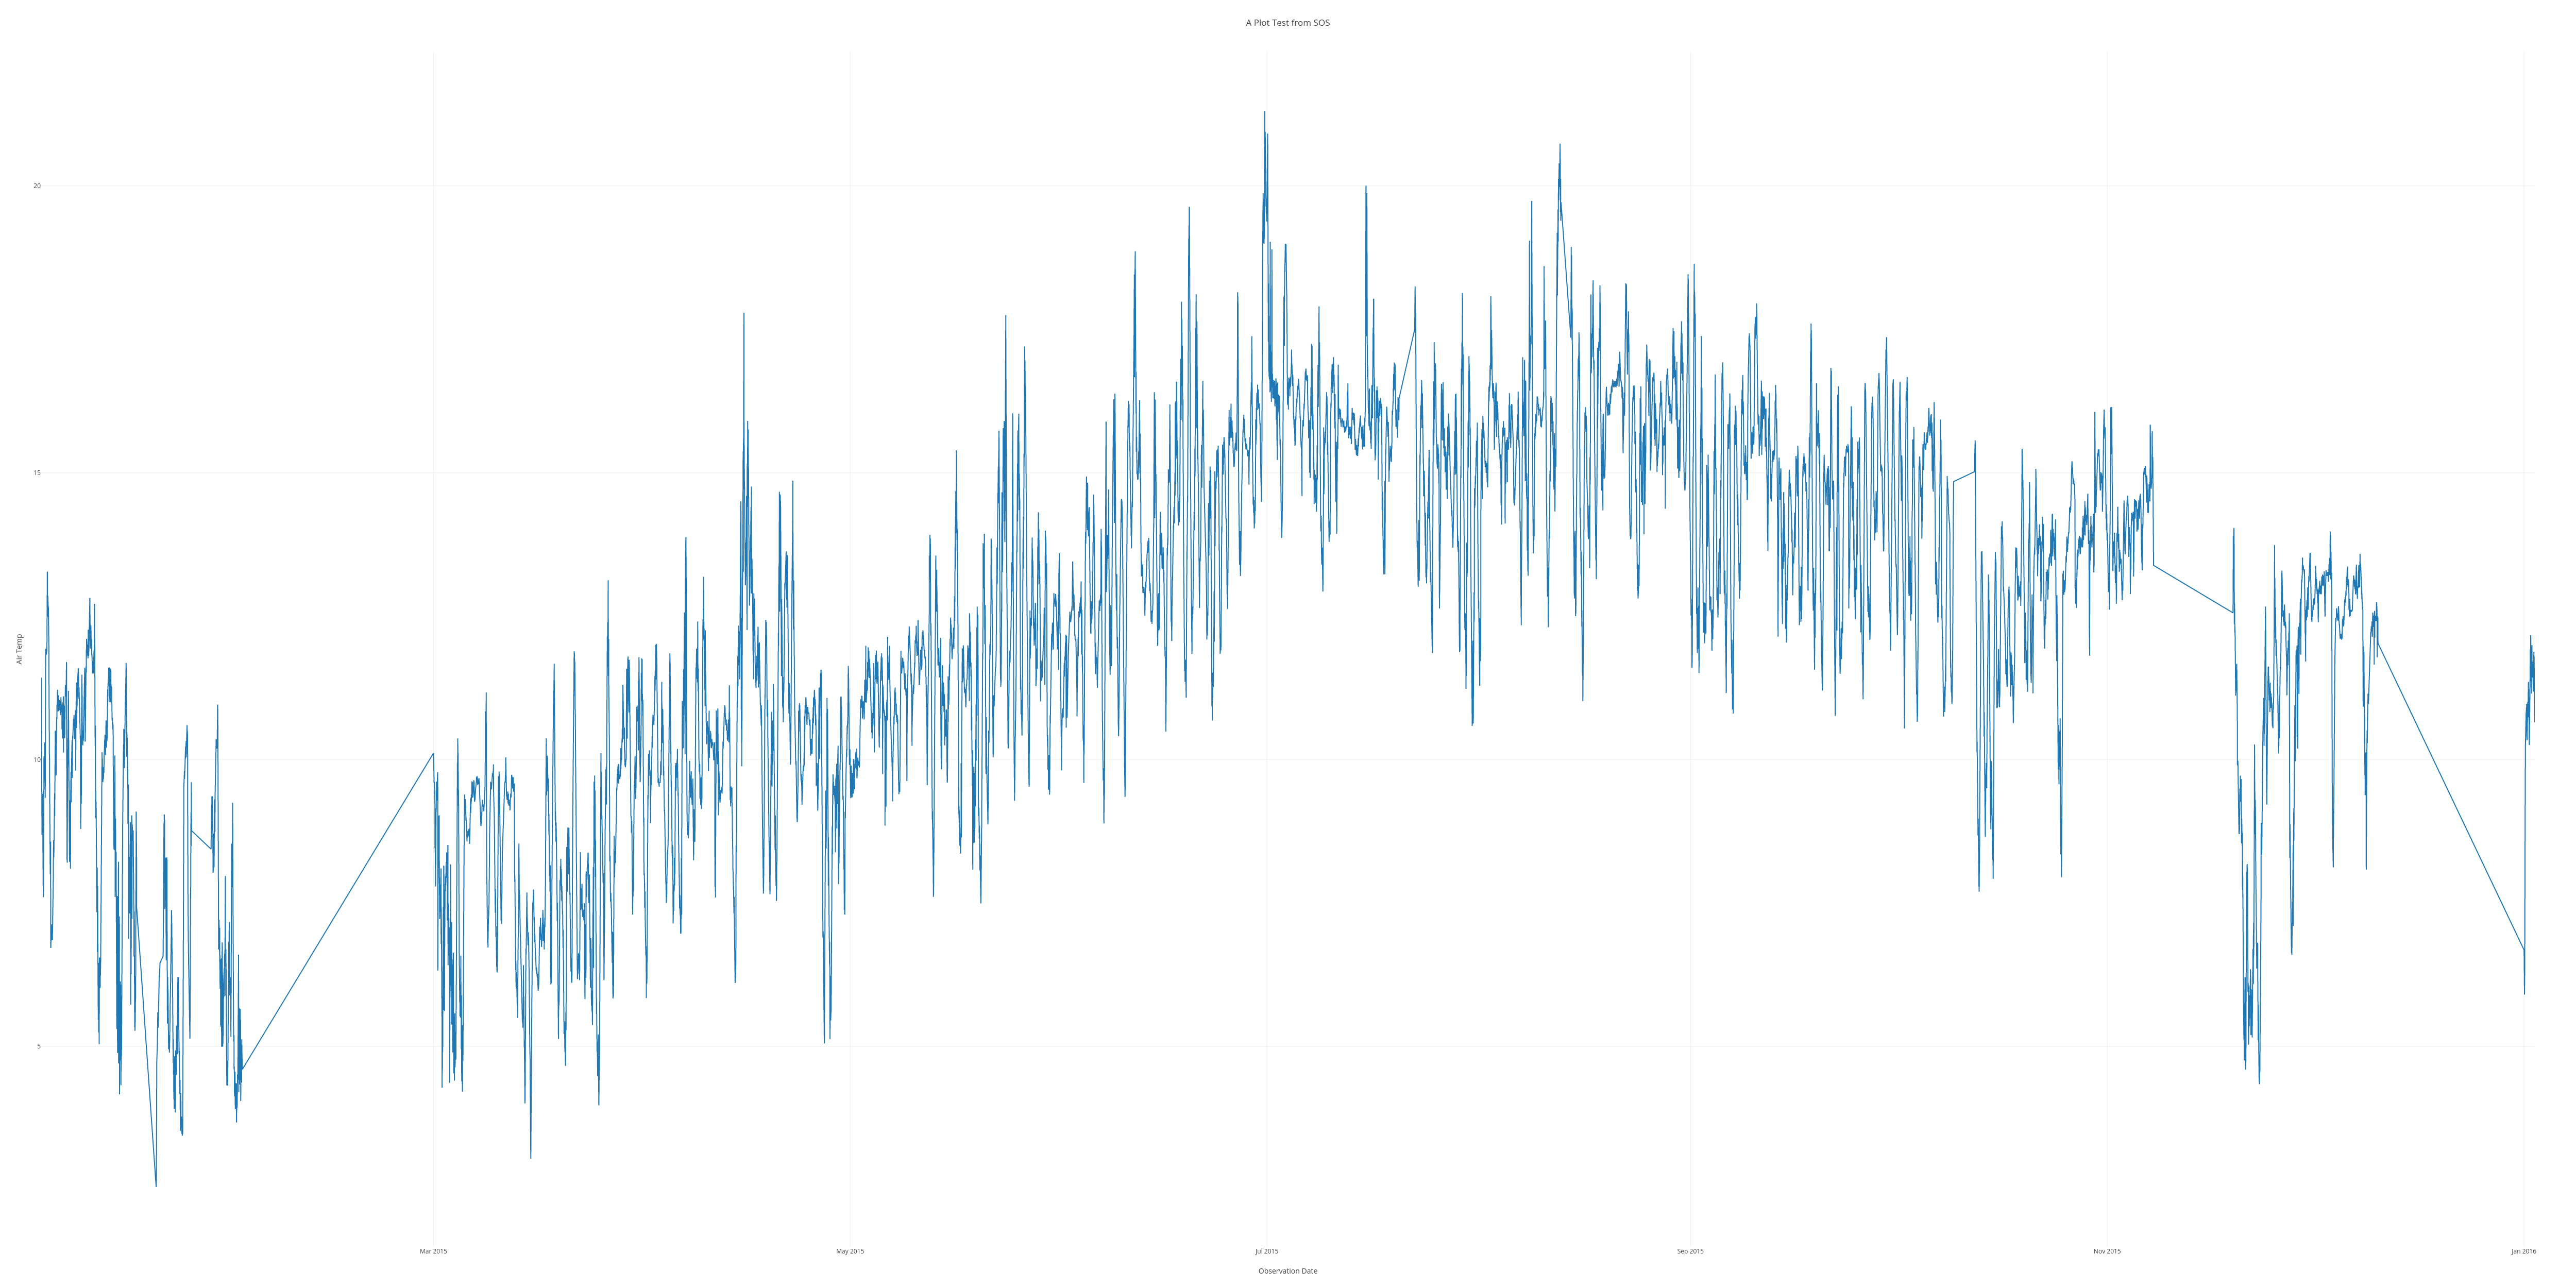 A Plot Test from SOS
20
15
10
5
Air Temp
Mar 2015
May 2015
Jul 2015
Sep 2015
Nov 2015
Jan 2016
Observation Date